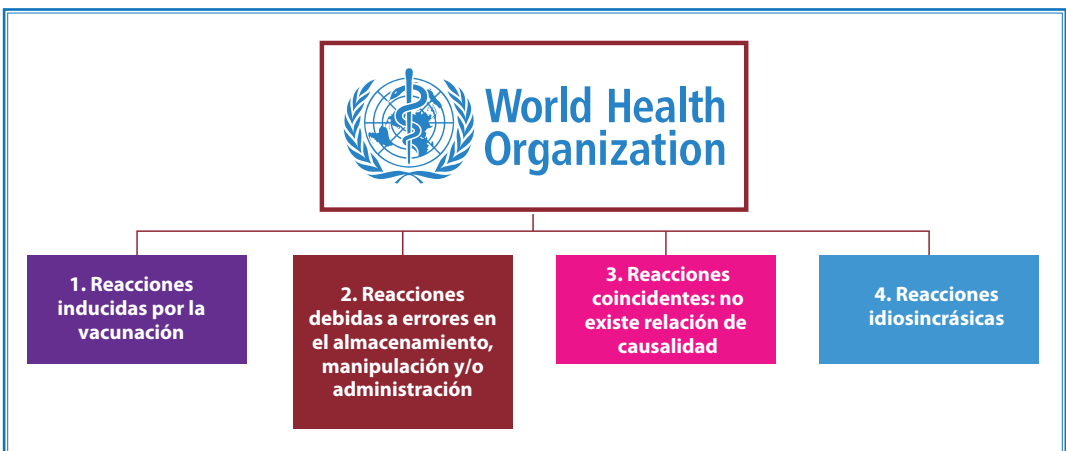 World Health
Organization
1. Reacciones
inducidas por la
vacunación
2. Reacciones
debidas a errores en
el almacenamiento,
manipulación y/o
administración
3. Reacciones
coincidentes: no
existe relación de
causalidad
4. Reacciones
idiosincrásicas